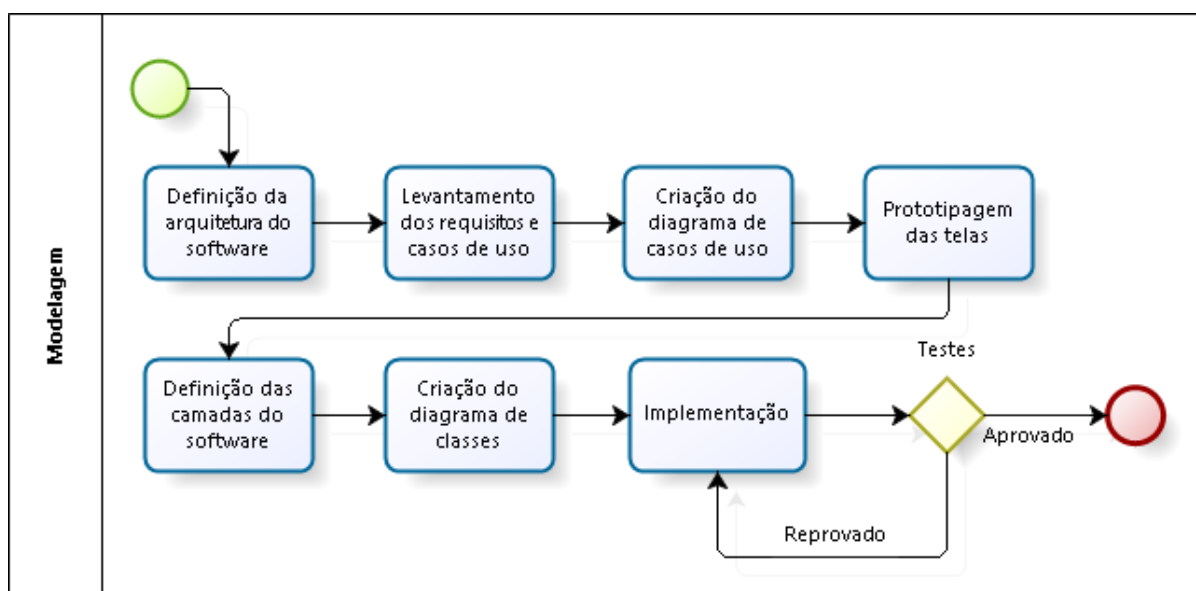 Modelagem
Definição da
arquitetura do
software
Levantamento
dos requisitos e
casos de uso
Criação do
diagrama de
casos de uso
Prototipagem
das telas
Definição das
camadas do
software
Criação do
diagrama de
classes
Implementação
Testes
Aprovado
Reprovado